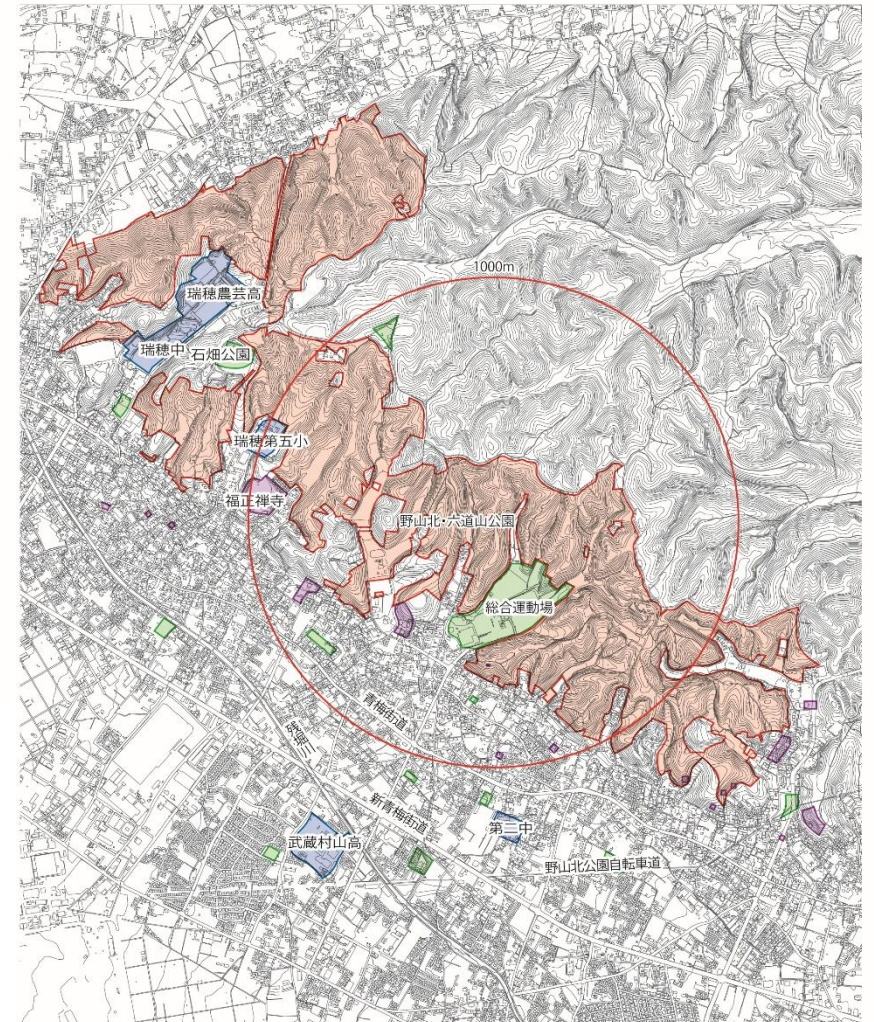 1000m
瑞穂農芸高
瑞穂中
石畑公園
瑞穂第五小
福正禅寺
野山北・六道山公園
総合運動場
青梅街道
残堀川
新青梅街道
武蔵村山高
第二中
野山北公園自転車道